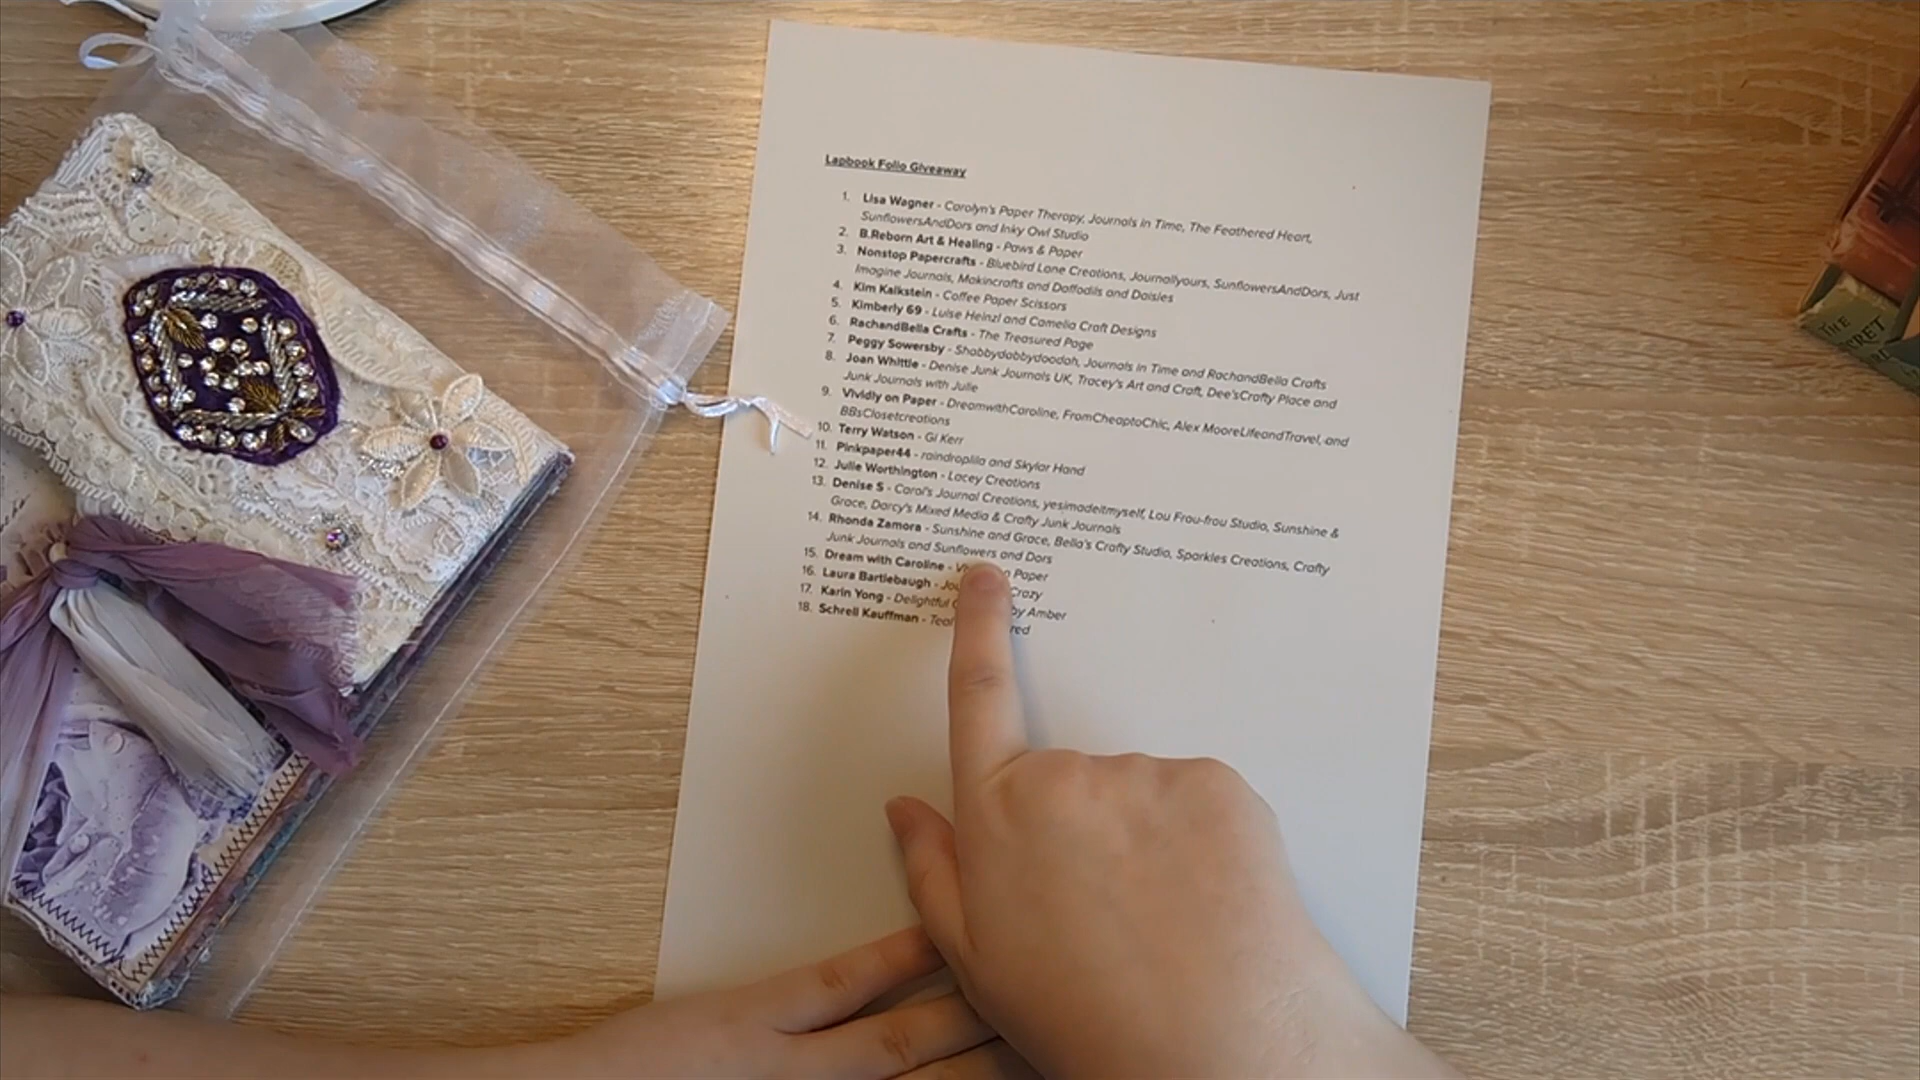 Lapbook Folio Giveaway
1. Lisa Wagner - Carolyn's Paper Therapy, Journals in Time, The Feathered Heart,
SunflowersAndDors and Inky Owl Studio
2. B.Reborn Art & Healing - Paws & Paper
3. Nonstop Papercrafts - Bluebird Lane Creations, Journallyours, SunflowersAndDors, Just
Imagine Journals, Makincrafts and Daffodils and Daisies
4. Kim Kalkstein - Coffee Paper Scissors
5. Kimberly 69 - Luise Heinzl and Camelia Craft Designs
6. RachandBella Crafts - The Treasured Page
7. Peggy Sowersby - Shabbydabbydoodah, Journals in Time and RachandBella Crafts
8. Joan Whittle - Denise Junk Journals UK, Tracey's Art and Craft, Dee'sCrafty Place and
Junk Journals with Julie
9. Vividly on Paper - DreamwithCaroline, FromCheaptoChic, Alex MooreLifeandTravel, and
BBsClosetcreations
10. Terry Watson - Gi Kerr
11. Pinkpaper44 - raindroplila and Skylar Hand
12. Julie Worthington - Lacey Creations
13. Denise S - Carol's Journal Creations, yesimadeitmyself, Lou Frou-frou Studio, Sunshine &
Grace, Darcy's Mixed Media & Crafty Junk Journals
14. Rhonda Zamora - Sunshine and Grace, Bella's Crafty Studio, Sparkles Creations, Crafty
Junk Journals and Sunflowers and Dors
15. Dream with Caroline - Paper
16. Laura Bartlebaugh - Crazy
17. Karin Yong - Delightful by Amber
18. Schrell Kauffman -
THE